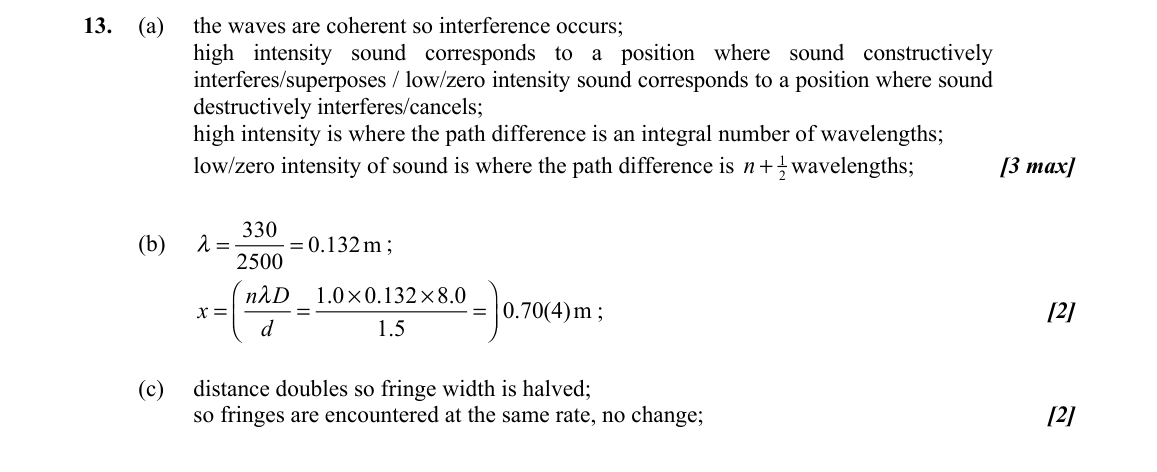 13. (a) the waves are coherent so interference occurs;
high intensity sound corresponds to a position where sound constructively
interferes/superposes / low/zero intensity sound corresponds to a position where sound
destructively interferes/cancels;
high intensity is where the path difference is an integral number of wavelengths;
low/zero intensity of sound is where the path difference is n + 1/2 wavelengths; [3 max]
(b) λ = 330/2500 = 0.132 m ;
x = ( nλD/d = 1.0×0.132×8.0/1.5 = ) 0.70(4) m ; [2]
(c) distance doubles so fringe width is halved;
so fringes are encountered at the same rate, no change; [2]